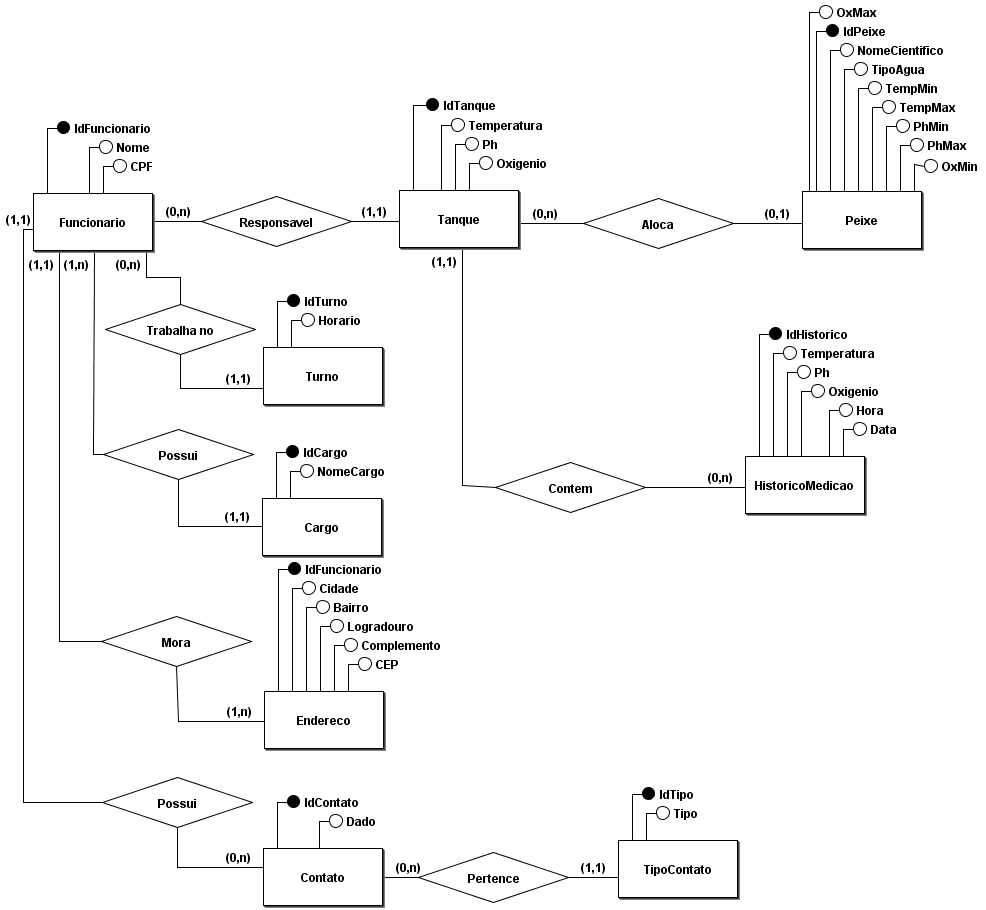 OxMax
IdPeixe
NomeCientifico
TipoAgua
TempMin
TempMax
PhMin
PhMax
OxMin
IdTanque
Temperatura
Ph
Oxigenio
IdFuncionario
Nome
CPF
(1,1)
Funcionario
(0,n)
Responsavel
(1,1)
Tanque
(0,n)
Aloca
(0,1)
Peixe
(1,1)
(1,n)
(0,n)
(1,1)
IdTurno
Horario
Trabalha no
(1,1)
Turno
IdHistorico
Temperatura
Ph
Oxigenio
Hora
Data
IdCargo
NomeCargo
Possui
(1,1)
Cargo
Contem
(0,n)
HistoricoMedicao
IdFuncionario
Cidade
Bairro
Logradouro
Complemento
CEP
Mora
(1,n)
Endereco
IdContato
Dado
Possui
(0,n)
Contato
(0,n)
Pertence
(1,1)
IdTipo
Tipo
TipoContato